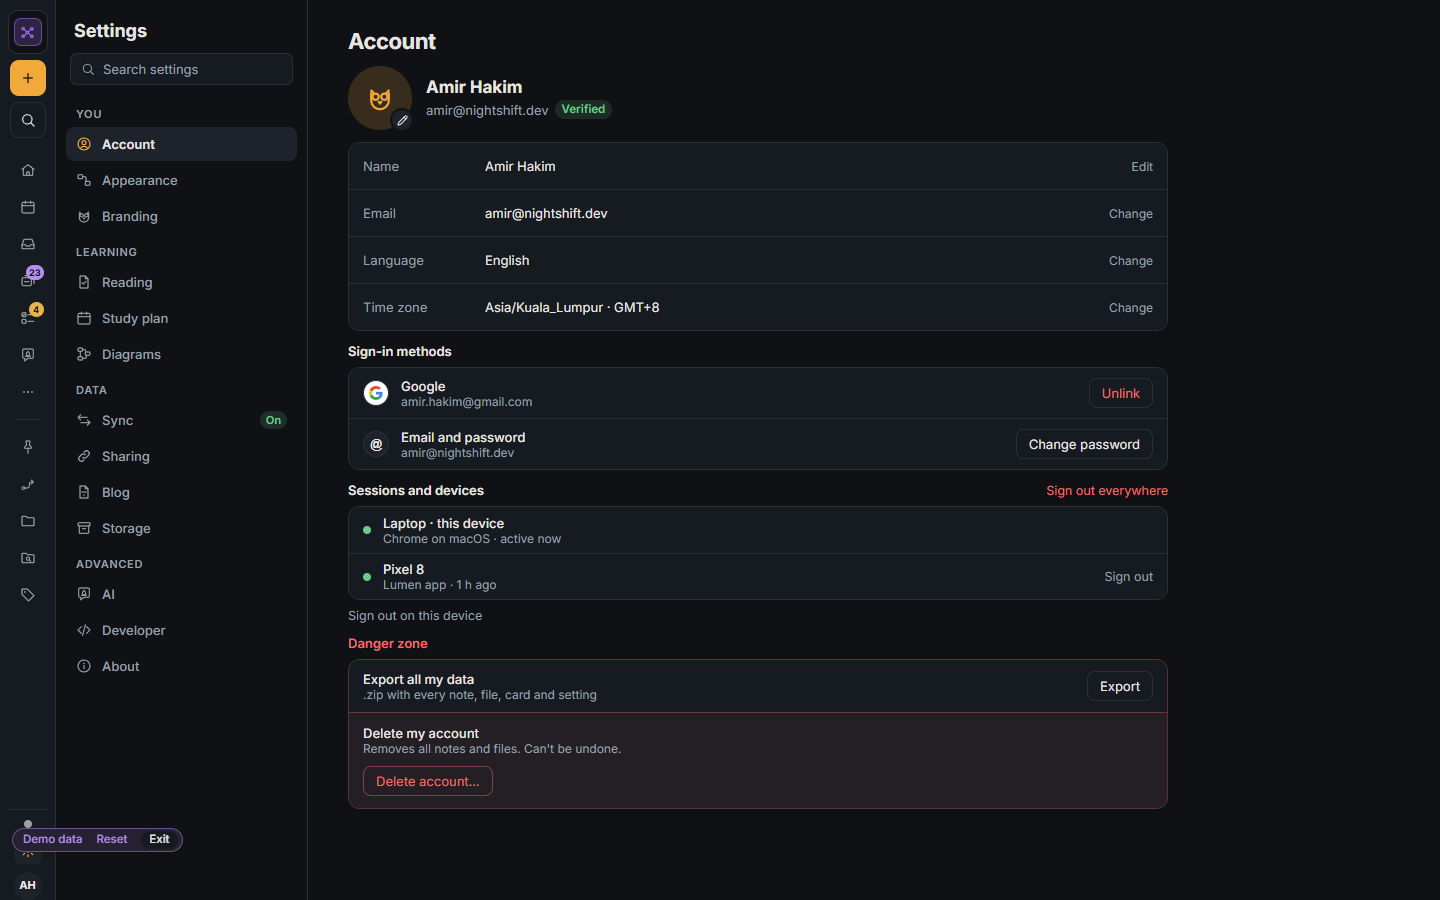 Settings
Search settings
YOU
Account
Appearance
Branding
LEARNING
Reading
Study plan
Diagrams
DATA
Sync On
Sharing
Blog
Storage
ADVANCED
AI
Developer
About
23
4
Demo data Reset Exit
AH
Account
Amir Hakim
amir@nightshift.dev Verified
Name Amir Hakim Edit
Email amir@nightshift.dev Change
Language English Change
Time zone Asia/Kuala_Lumpur · GMT+8 Change
Sign-in methods
Google
amir.hakim@gmail.com
Unlink
@ Email and password
amir@nightshift.dev
Change password
Sessions and devices Sign out everywhere
Laptop · this device
Chrome on macOS · active now
Pixel 8
Lumen app · 1 h ago
Sign out
Sign out on this device
Danger zone
Export all my data
.zip with every note, file, card and setting
Export
Delete my account
Removes all notes and files. Can't be undone.
Delete account...